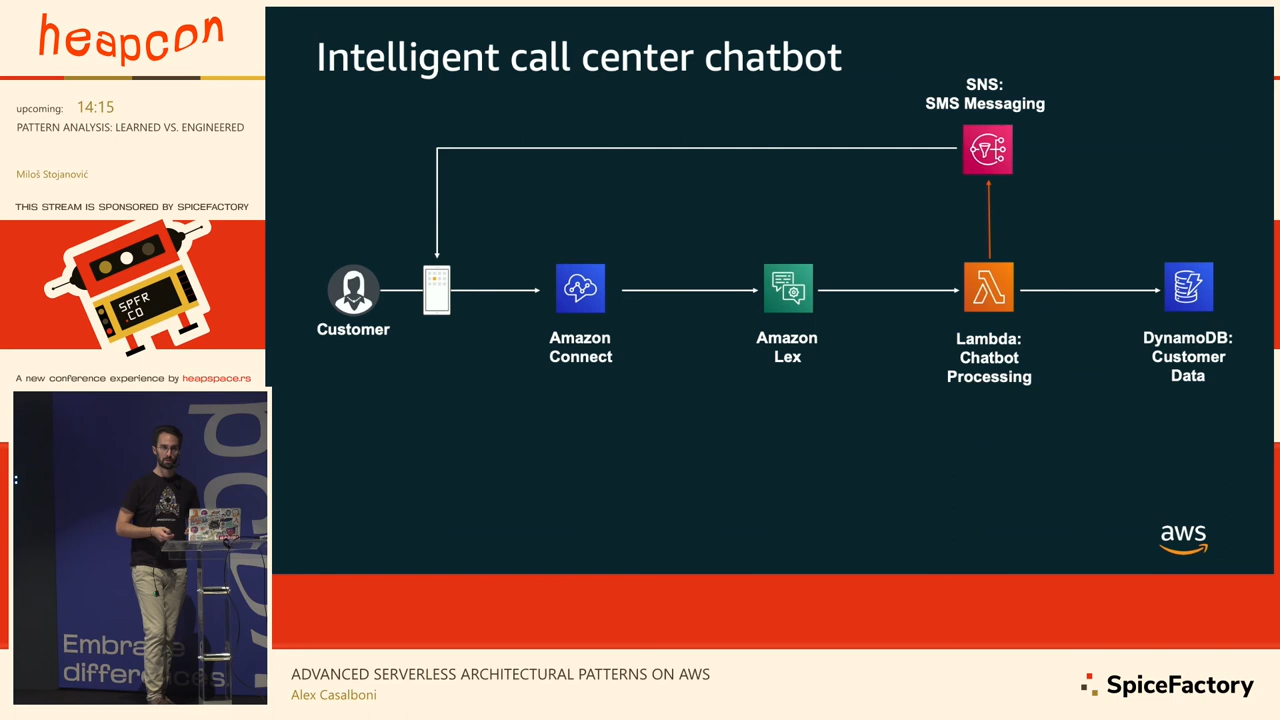 heapcon
upcoming: 14:15
PATTERN ANALYSIS: LEARNED VS. ENGINEERED
Miloš Stojanović
THIS STREAM IS SPONSORED BY SPICEFACTORY
SPFR
.CO
A new conference experience by heapspace.rs
Embra
differences
Intelligent call center chatbot
SNS:
SMS Messaging
Customer
Amazon
Connect
Amazon
Lex
Lambda:
Chatbot
Processing
DynamoDB:
Customer
Data
aws
ADVANCED SERVERLESS ARCHITECTURAL PATTERNS ON AWS
Alex Casalboni
SpiceFactory